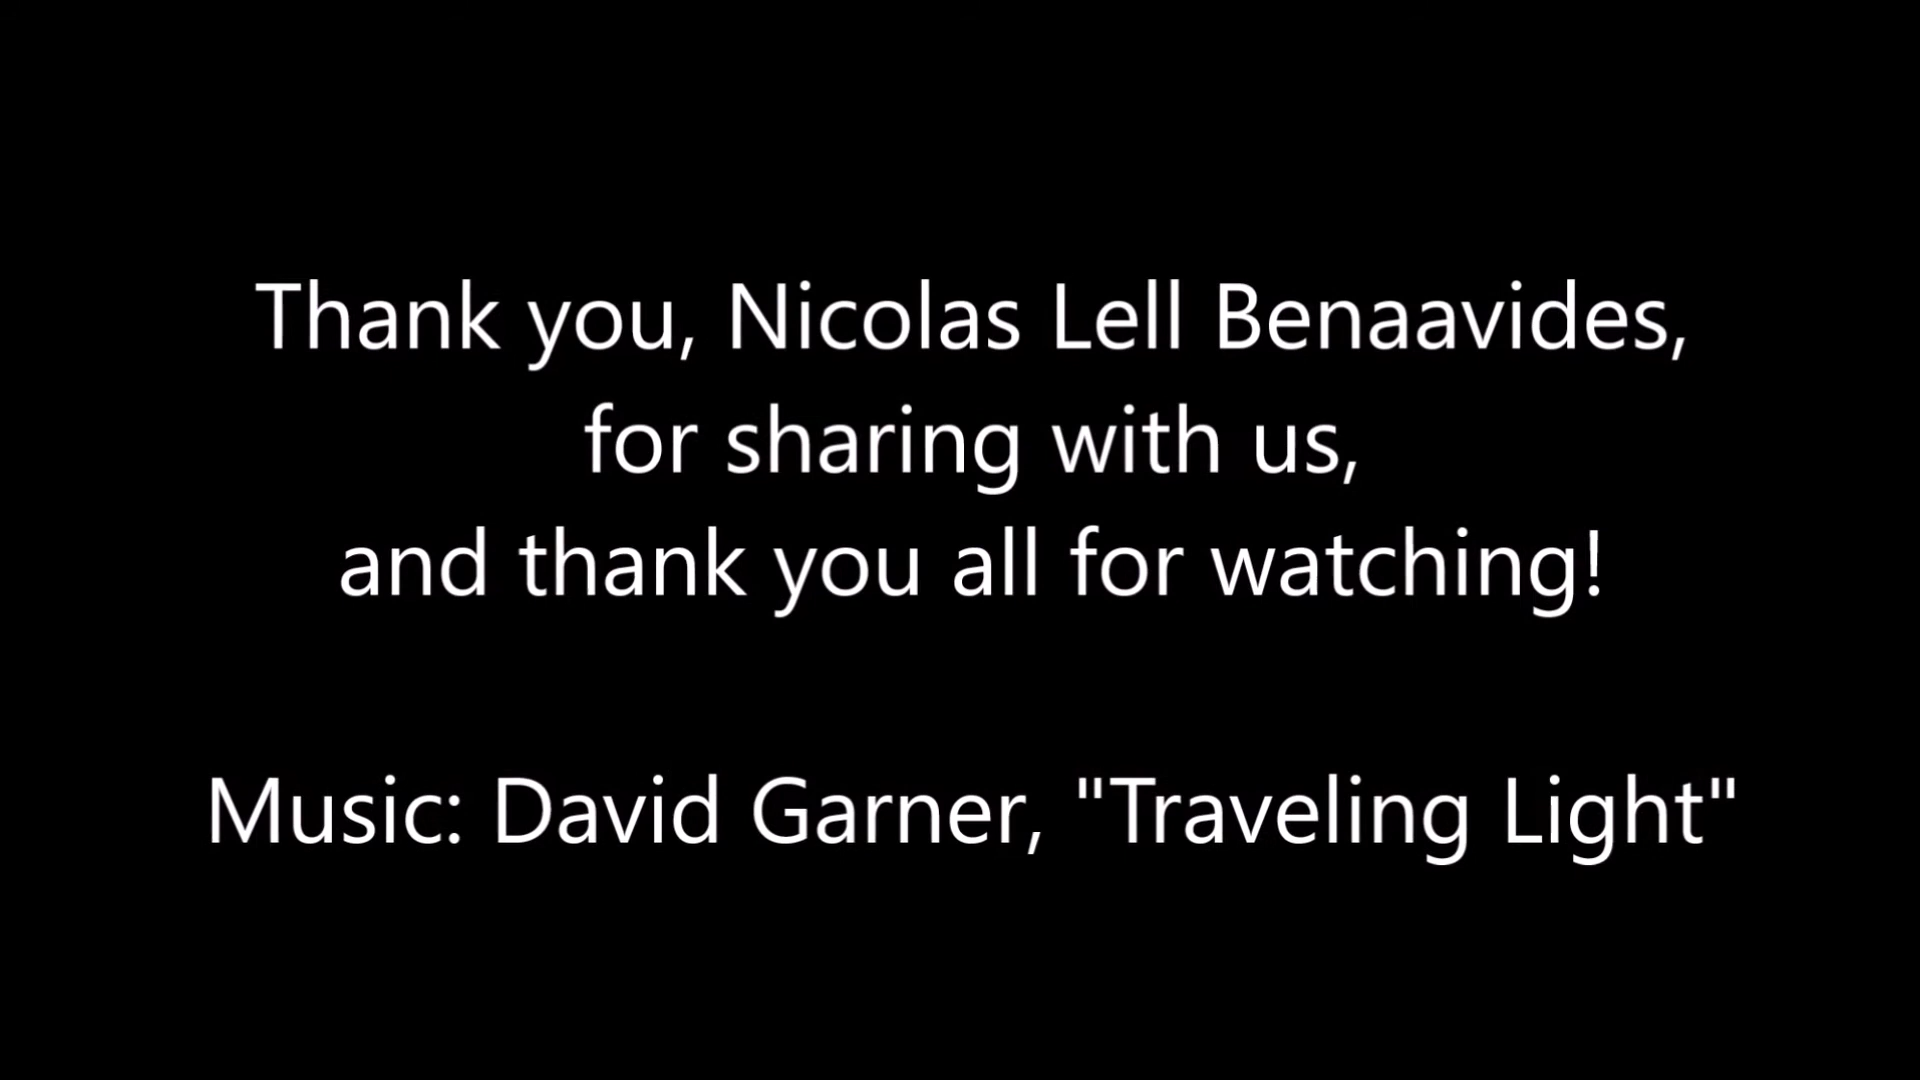 Thank you, Nicolas Lell Benaavides,
for sharing with us,
and thank you all for watching!
Music: David Garner, "Traveling Light"